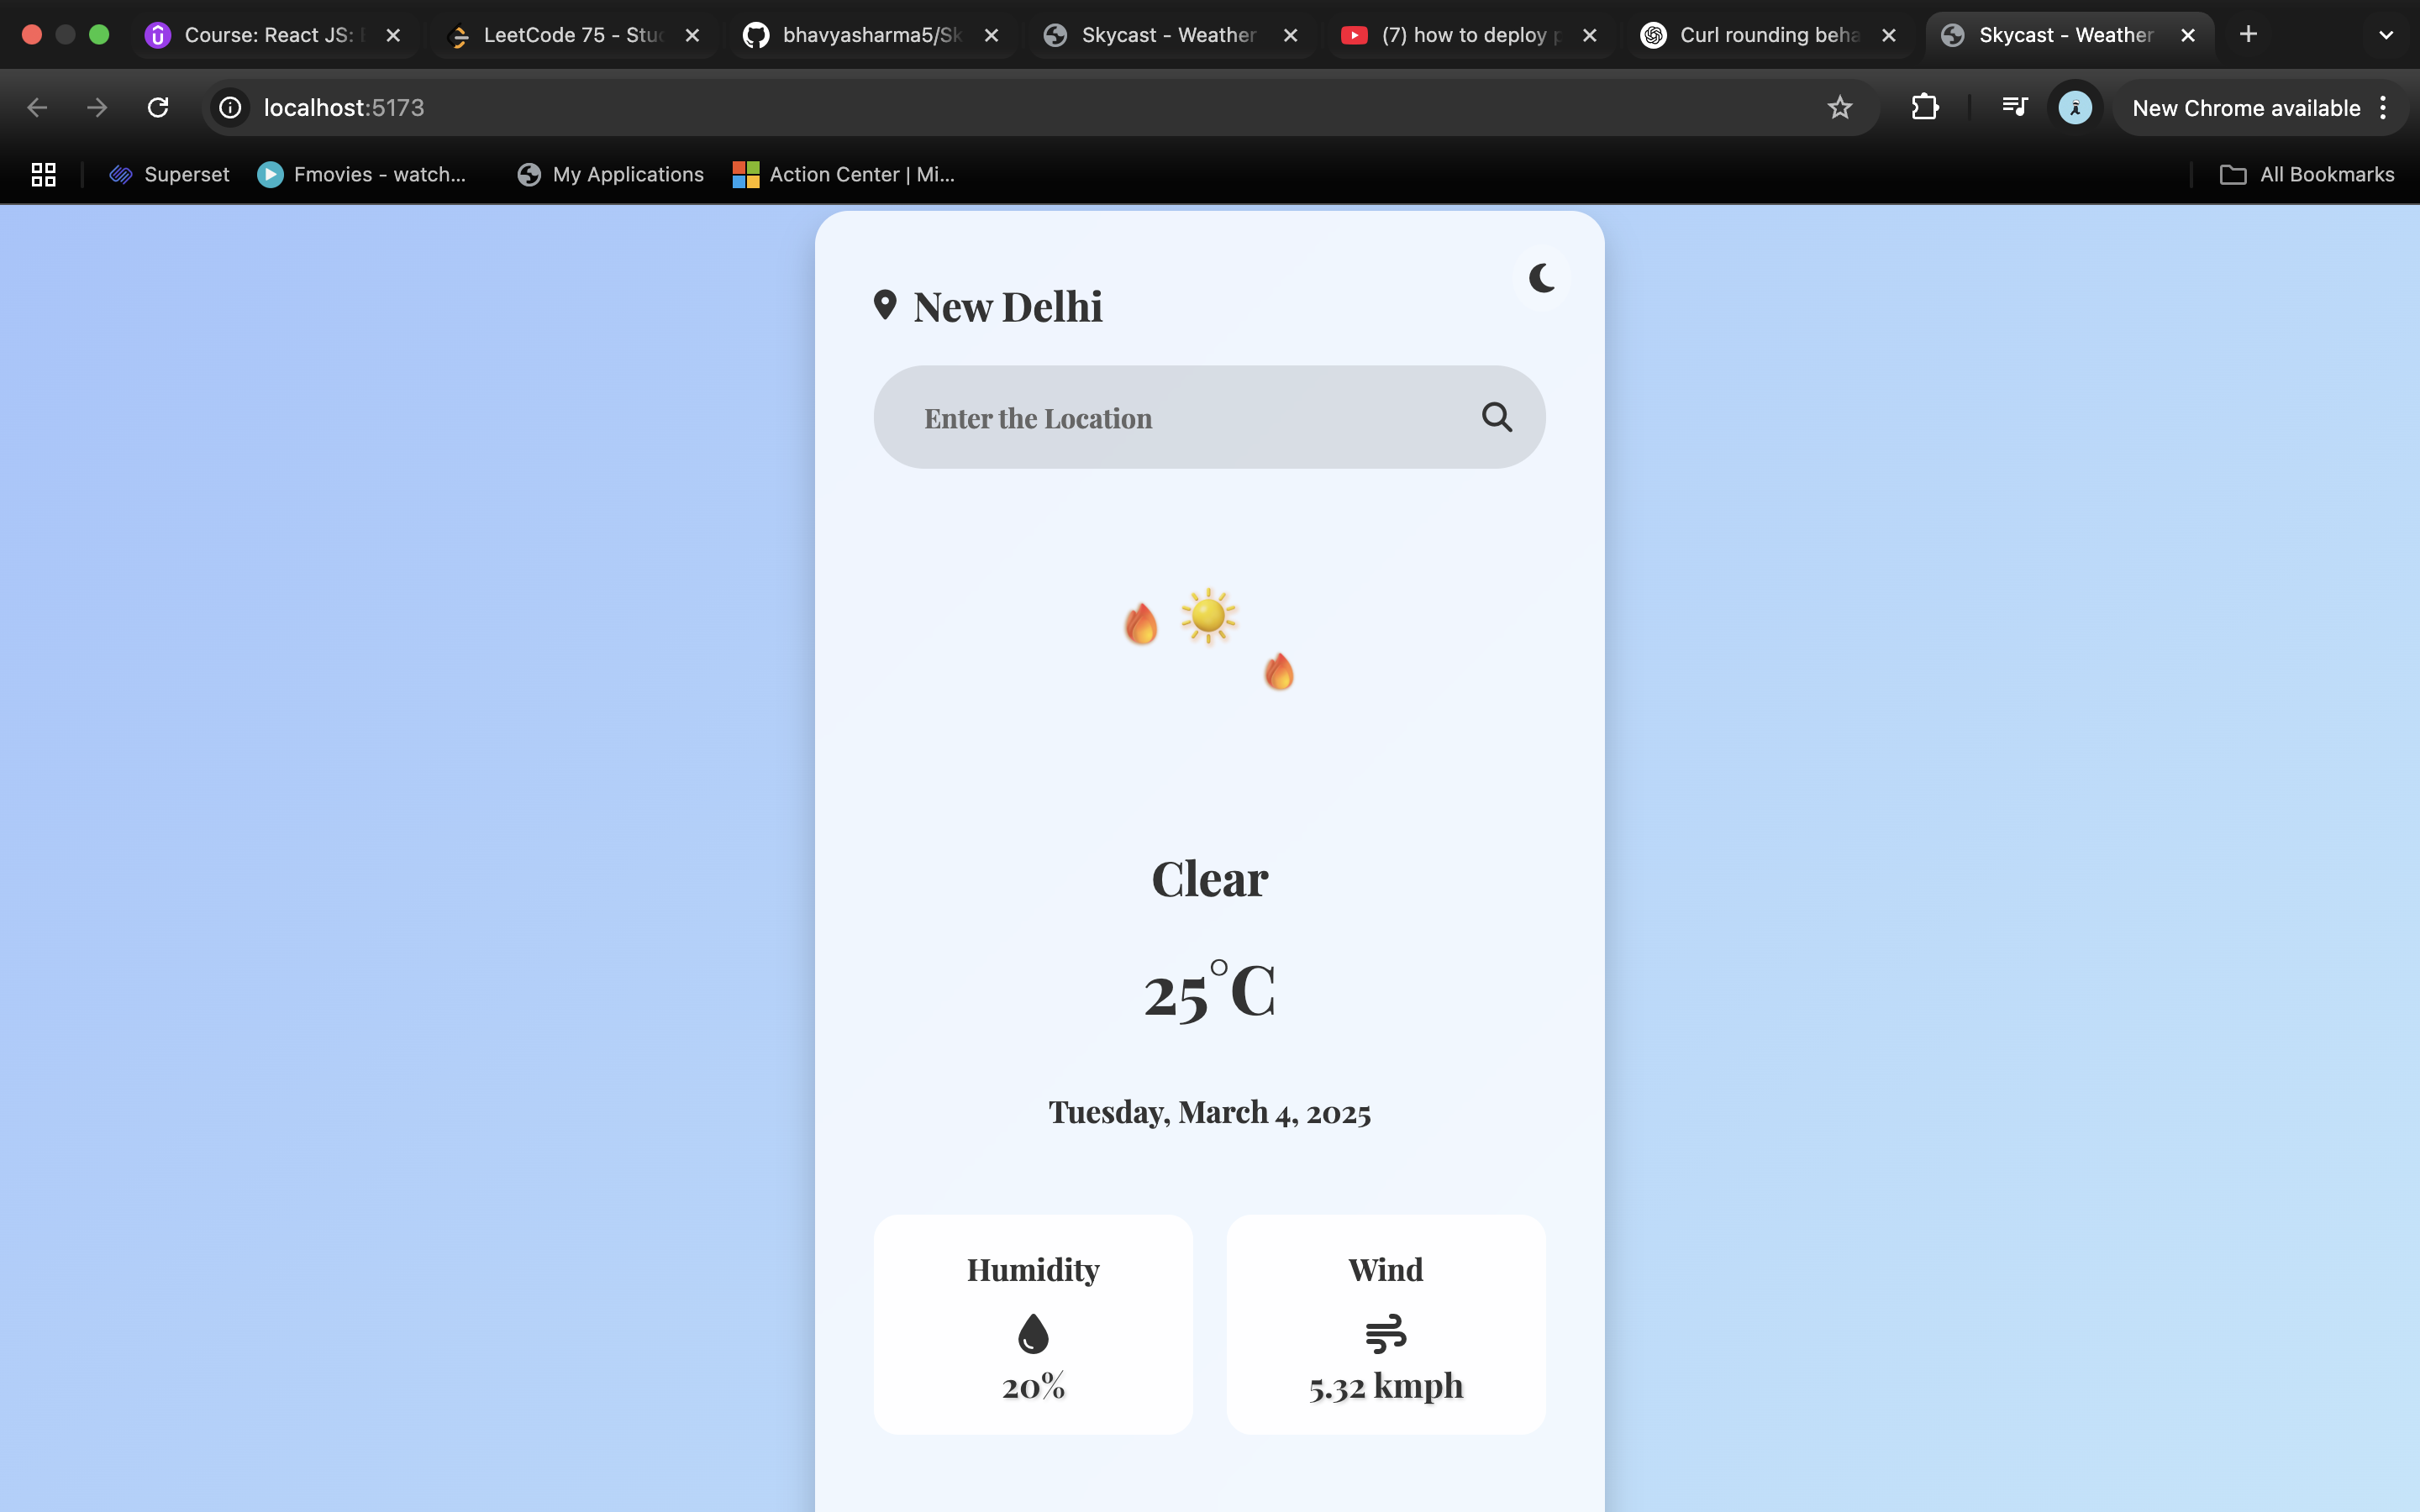 Course: React JS:
LeetCode 75 - Stu
bhavyasharma5/Sk
Skycast - Weather
(7) how to deploy p
Curl rounding beha
Skycast - Weather
localhost:5173
New Chrome available
Superset
Fmovies - watch...
My Applications
Action Center | Mi...
All Bookmarks
New Delhi
Enter the Location
Clear
25°C
Tuesday, March 4, 2025
Humidity
Wind
20%
5.32 kmph